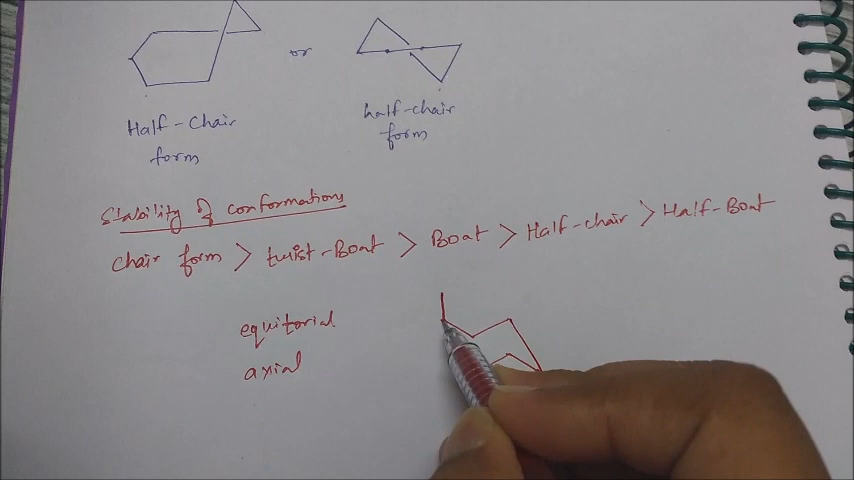 or
Half-Chair
form
half-chair
form
Stability of conformations
chair form > twist-Boat > Boat > Half-chair > Half-Boat
equitorial
axial